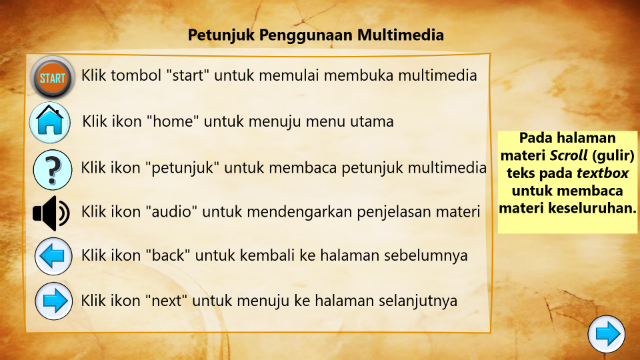 Petunjuk Penggunaan Multimedia
START
Klik tombol "start" untuk memulai membuka multimedia
Klik ikon "home" untuk menuju menu utama
?
Klik ikon "petunjuk" untuk membaca petunjuk multimedia
Klik ikon "audio" untuk mendengarkan penjelasan materi
Klik ikon "back" untuk kembali ke halaman sebelumnya
Klik ikon "next" untuk menuju ke halaman selanjutnya
Pada halaman
materi Scroll (gulir)
teks pada textbox
untuk membaca
materi keseluruhan.